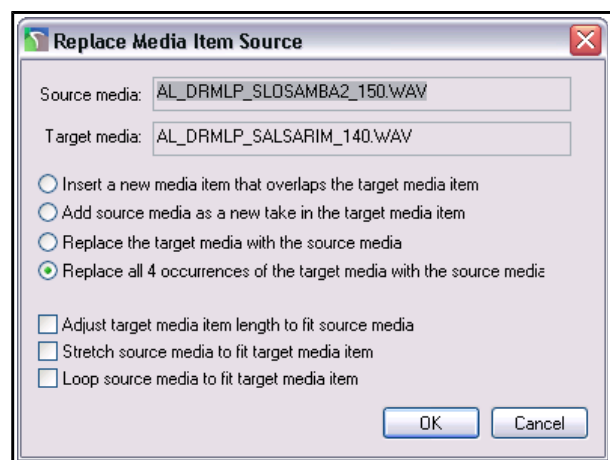 Replace Media Item Source
Source media: AL_DRMLP_SLOSAMBA2_150.WAV
Target media: AL_DRMLP_SALSARIM_140.WAV
Insert a new media item that overlaps the target media item
Add source media as a new take in the target media item
Replace the target media with the source media
Replace all 4 occurrences of the target media with the source media
Adjust target media item length to fit source media
Stretch source media to fit target media item
Loop source media to fit target media item
OK Cancel